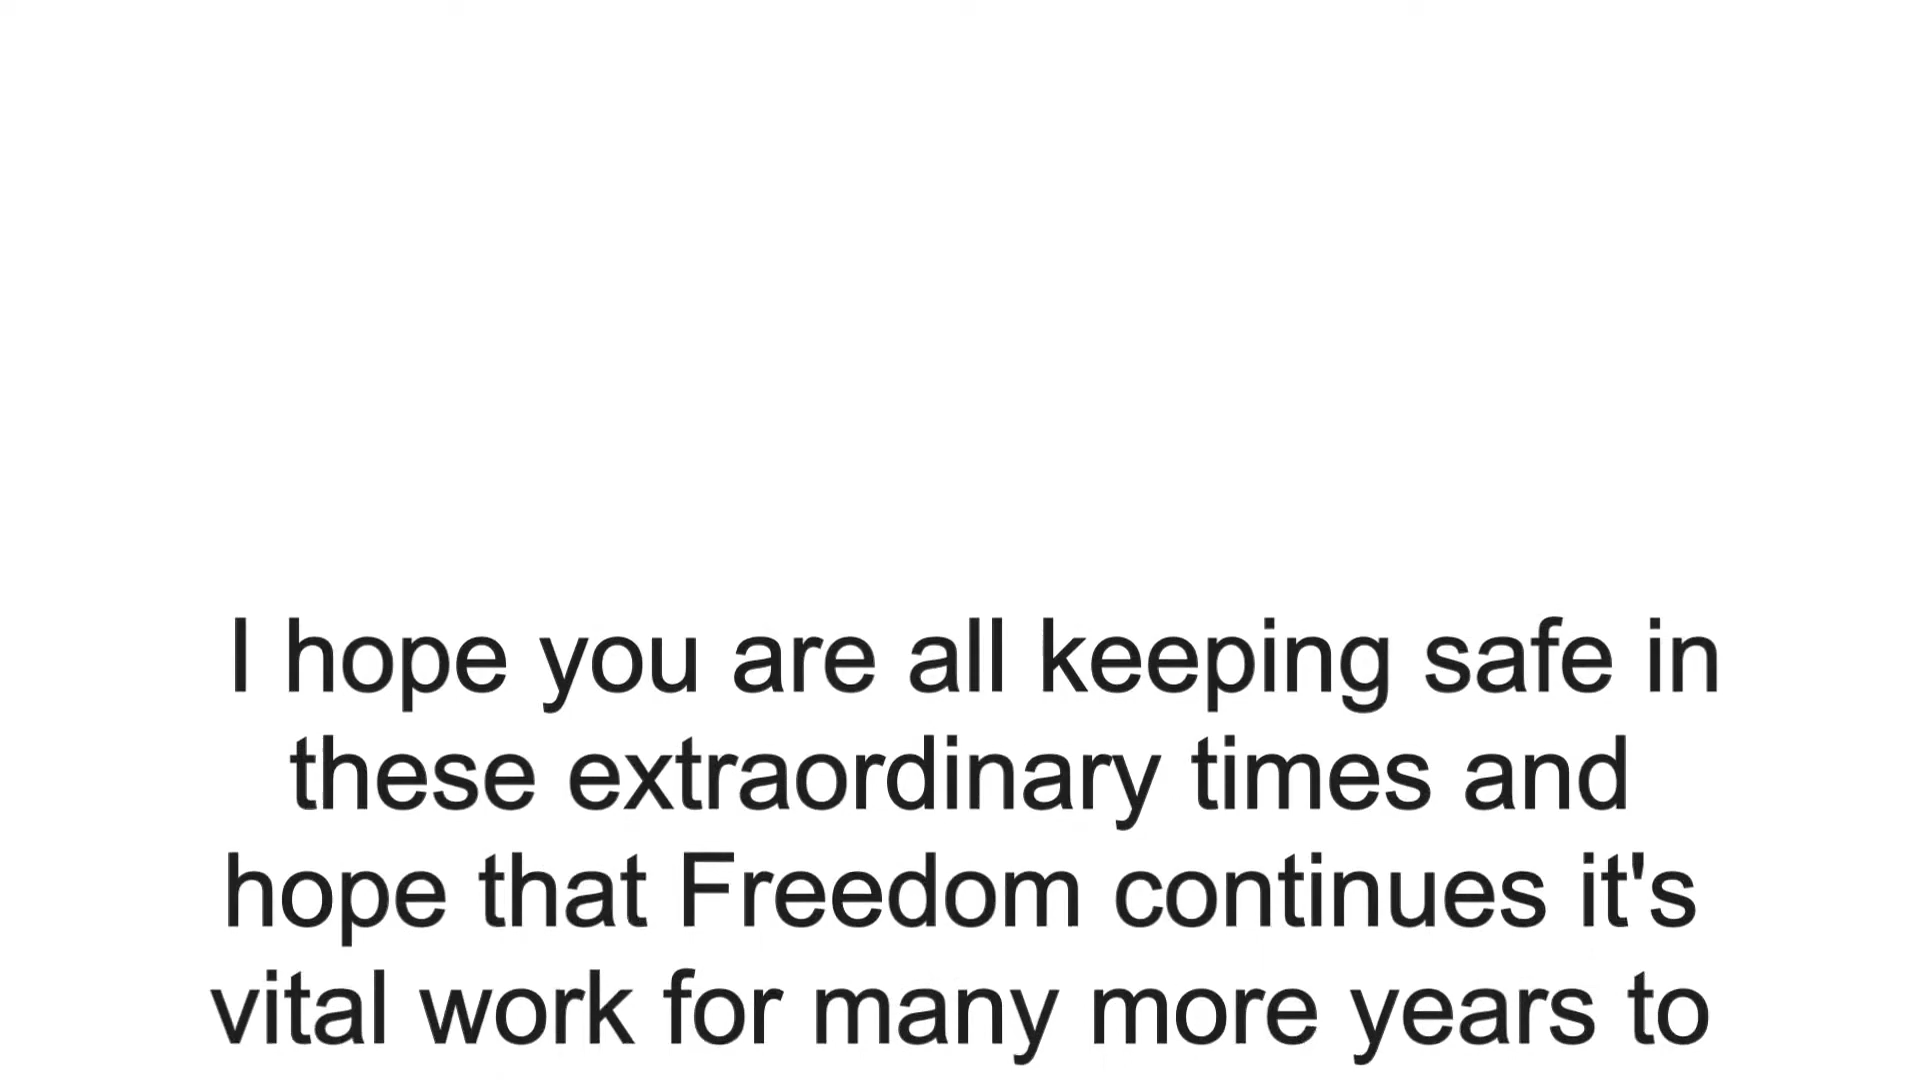 I hope you are all keeping safe in
these extraordinary times and
hope that Freedom continues it's
vital work for many more years to